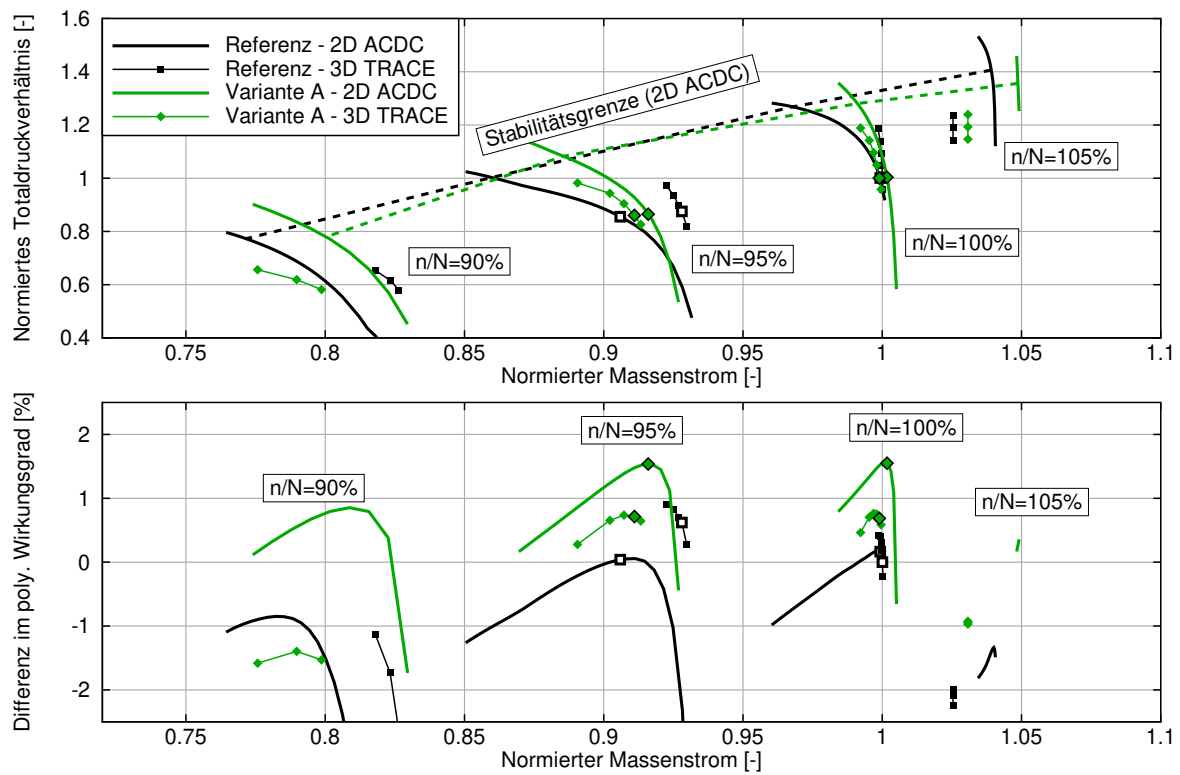 Normiertes Totaldruckverhältnis [-]
1.6
1.4
1.2
1
0.8
0.6
0.4
Referenz - 2D ACDC
Referenz - 3D TRACE
Variante A - 2D ACDC
Variante A - 3D TRACE
Stabilitätsgrenze (2D ACDC)
n/N=105%
n/N=100%
n/N=95%
n/N=90%
0.75 0.8 0.85 0.9 0.95 1 1.05 1.1
Normierter Massenstrom [-]
Differenz im poly. Wirkungsgrad [%]
2
1
0
-1
-2
n/N=90%
n/N=95%
n/N=100%
n/N=105%
0.75 0.8 0.85 0.9 0.95 1 1.05 1.1
Normierter Massenstrom [-]